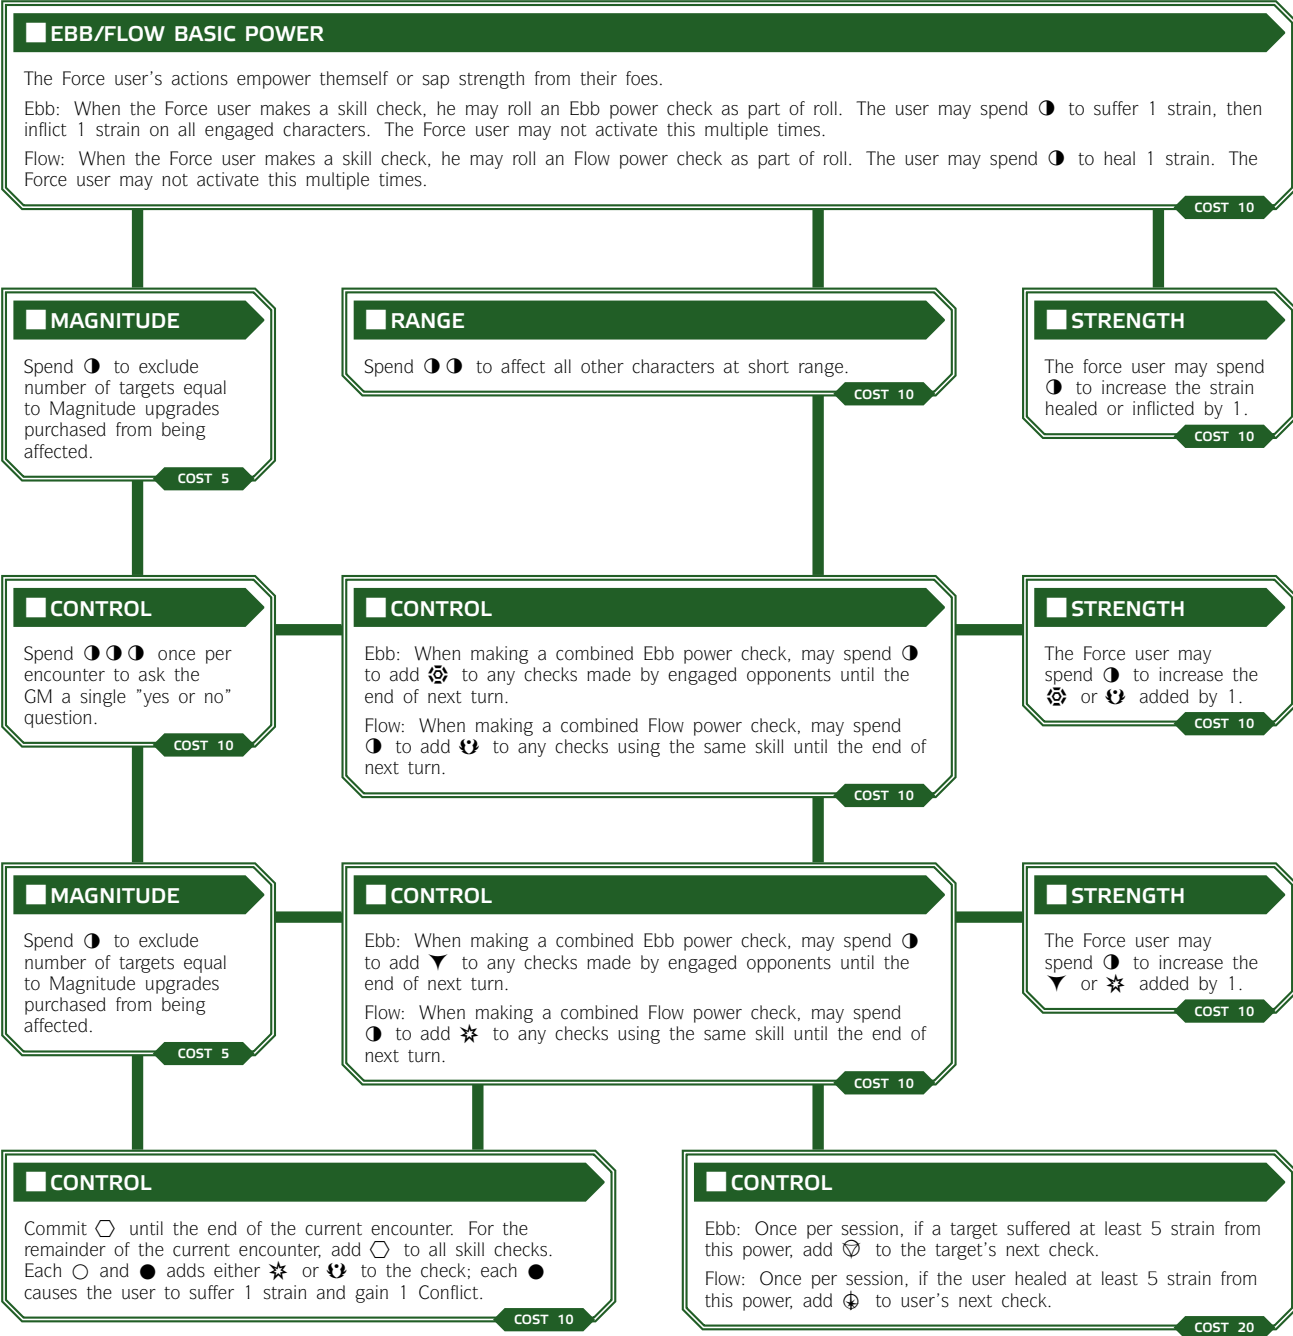 EBB/FLOW BASIC POWER
The Force user's actions empower themself or sap strength from their foes.
Ebb: When the Force user makes a skill check, he may roll an Ebb power check as part of roll. The user may spend to suffer 1 strain, then
inflict 1 strain on all engaged characters. The Force user may not activate this multiple times.
Flow: When the Force user makes a skill check, he may roll an Flow power check as part of roll. The user may spend to heal 1 strain. The
Force user may not activate this multiple times.
COST 10
MAGNITUDE
Spend to exclude
number of targets equal
to Magnitude upgrades
purchased from being
affected.
COST 5
RANGE
Spend to affect all other characters at short range.
COST 10
STRENGTH
The force user may spend
to increase the strain
healed or inflicted by 1.
COST 10
CONTROL
Spend once per
encounter to ask the
GM a single "yes or no"
question.
COST 10
CONTROL
Ebb: When making a combined Ebb power check, may spend
to add to any checks made by engaged opponents until the
end of next turn.
Flow: When making a combined Flow power check, may spend
to add to any checks using the same skill until the end of
next turn.
COST 10
STRENGTH
The Force user may
spend to increase the
or added by 1.
COST 10
MAGNITUDE
Spend to exclude
number of targets equal
to Magnitude upgrades
purchased from being
affected.
COST 5
CONTROL
Ebb: When making a combined Ebb power check, may spend
to add to any checks made by engaged opponents until the
end of next turn.
Flow: When making a combined Flow power check, may spend
to add to any checks using the same skill until the end of
next turn.
COST 10
STRENGTH
The Force user may
spend to increase the
or added by 1.
COST 10
CONTROL
Commit until the end of the current encounter. For the
remainder of the current encounter, add to all skill checks.
Each and adds either or to the check; each
causes the user to suffer 1 strain and gain 1 Conflict.
COST 10
CONTROL
Ebb: Once per session, if a target suffered at least 5 strain from
this power, add to the target's next check.
Flow: Once per session, if the user healed at least 5 strain from
this power, add to user's next check.
COST 20